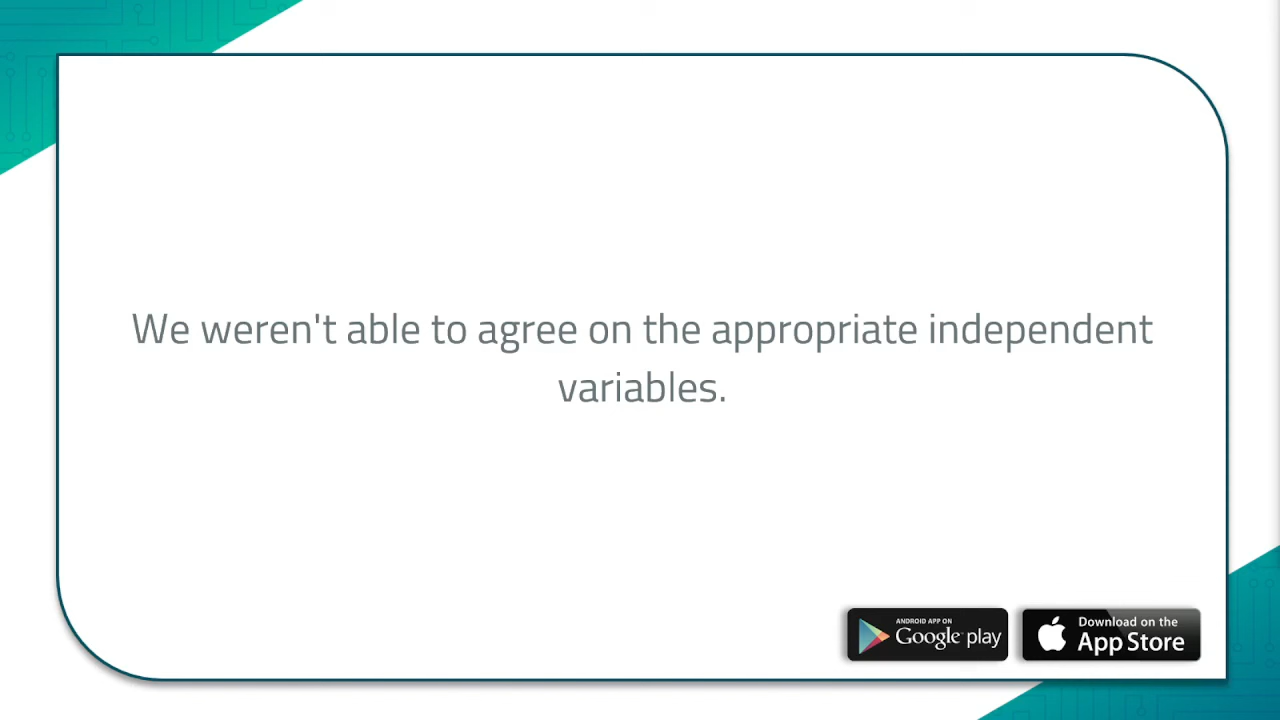 We weren't able to agree on the appropriate independent
variables.
ANDROID APP ON
Google play
Download on the
App Store